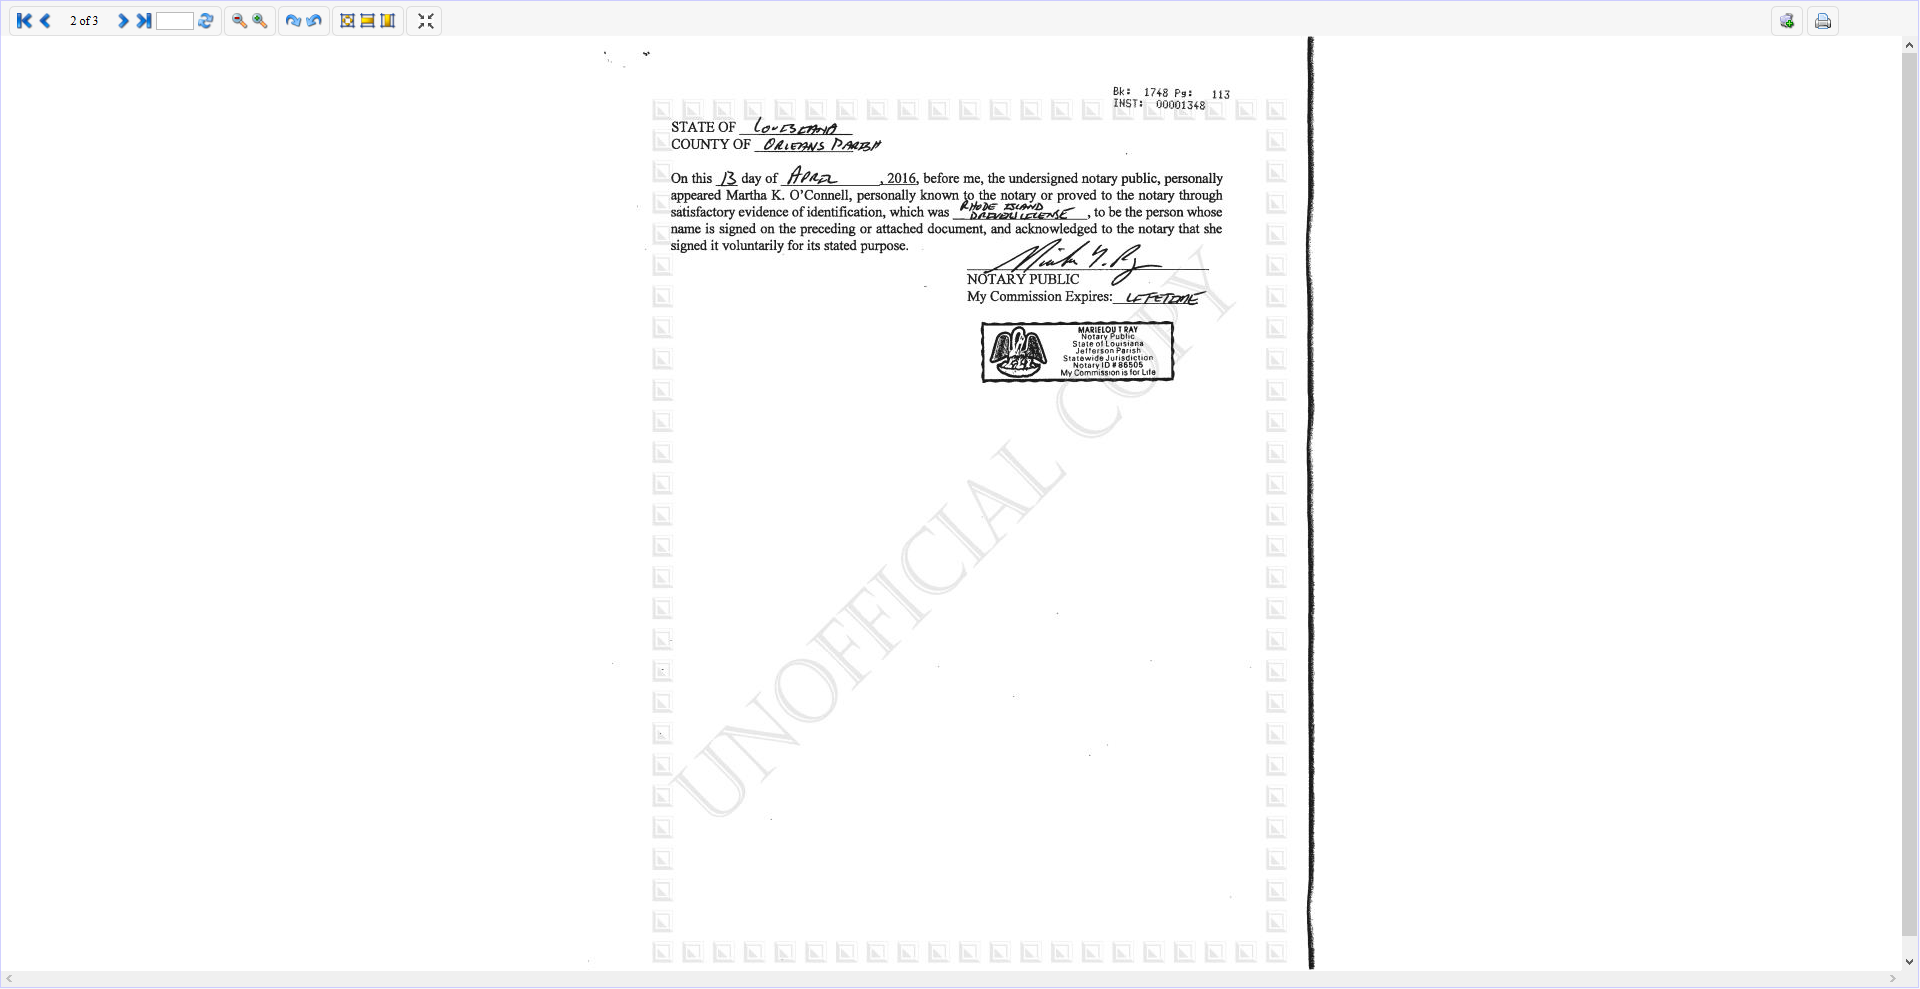 2 of 3
Bk: 1748 Pg: 113
INST: 00001348
STATE OF LOUISIANA
COUNTY OF ORLEANS PARISH
On this 13 day of APRIL, 2016, before me, the undersigned notary public, personally
appeared Martha K. O'Connell, personally known to the notary or proved to the notary through
satisfactory evidence of identification, which was RHODE ISLAND DRIVER LICENSE, to be the person whose
name is signed on the preceding or attached document, and acknowledged to the notary that she
signed it voluntarily for its stated purpose.
NOTARY PUBLIC
My Commission Expires: LIFETIME
MARIELOU T RAY
Notary Public
State of Louisiana
Jefferson Parish
Statewide Jurisdiction
Notary ID # 86505
My Commission is for Life
UNOFFICIAL COPY